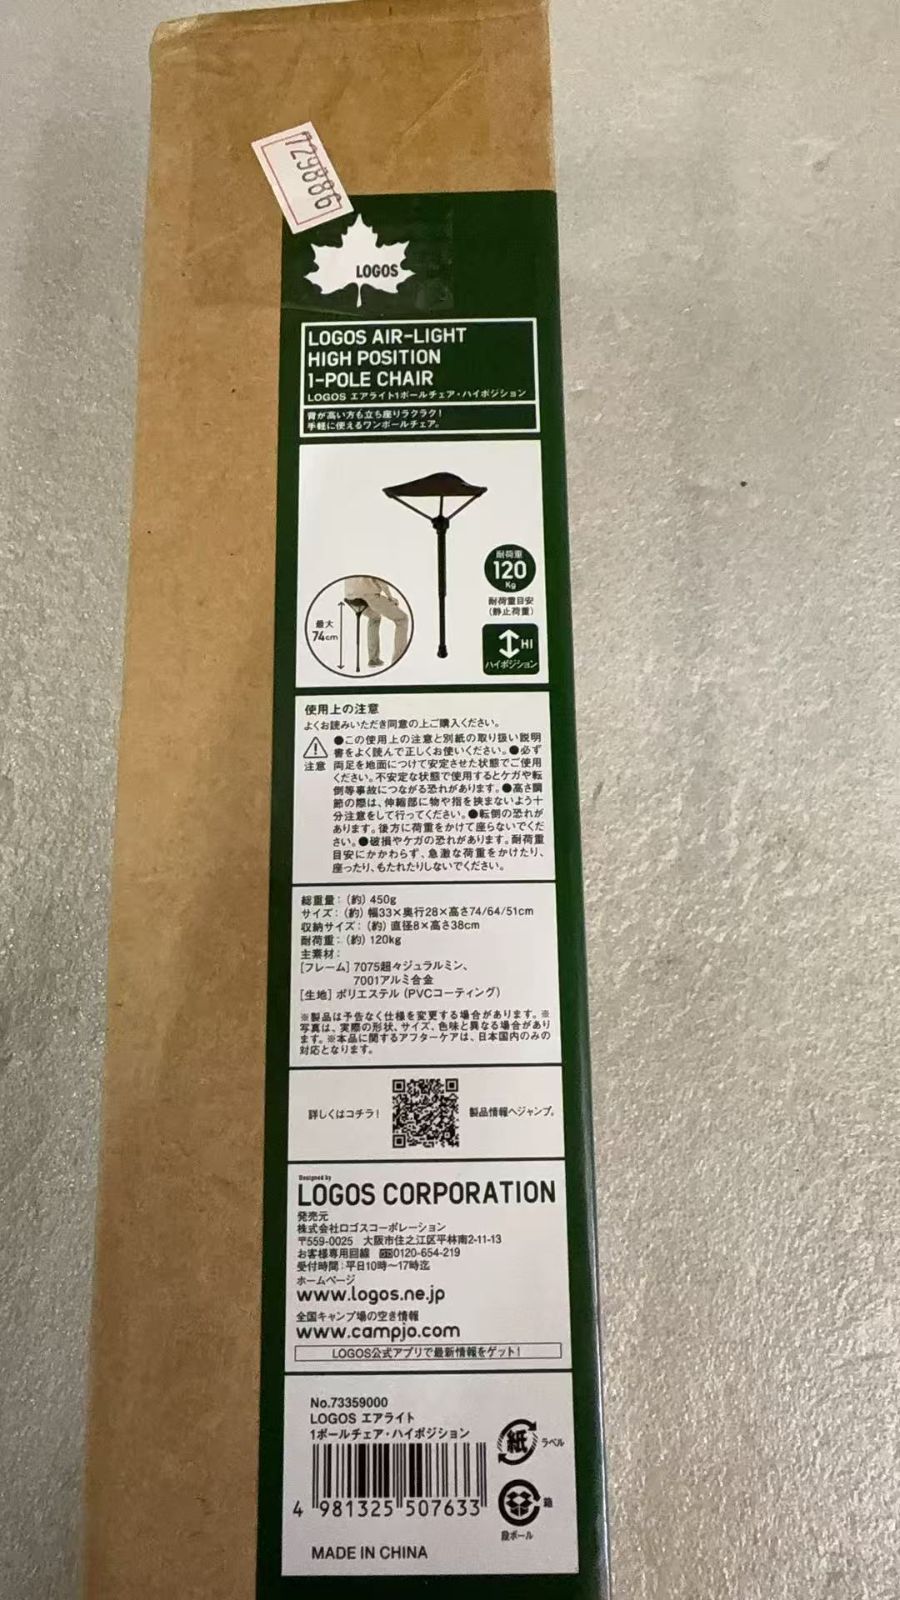 729886
LOGOS
LOGOS AIR-LIGHT
HIGH POSITION
1-POLE CHAIR
LOGOS エアライト1ポールチェア・ハイポジション
背が高い方も立ち座りラクラク！
手軽に使えるワンポールチェア。
耐荷重
120
Kg
耐荷重目安
(静止荷重)
最大
74cm
HI
ハイポジション
使用上の注意
よくお読みいただき同意の上ご購入ください。
注意
●この使用上の注意と別紙の取り扱い説明
書をよく読んで正しくお使いください。●必ず
両足を地面につけて安定させた状態でご使用
ください。不安定な状態で使用するとケガや転
倒等事故につながる恐れがあります。●高さ調
節の際は、伸縮部に物や指を挟まないよう十
分注意をして行ってください。●転倒の恐れが
あります。後方に荷重をかけて座らないでくだ
さい。●破損やケガの恐れがあります。耐荷重
目安にかかわらず、急激な荷重をかけたり、
座ったり、もたれたりしないでください。
総重量：(約) 450g
サイズ：(約) 幅33×奥行28×高さ74/64/51cm
収納サイズ：(約) 直径8×高さ38cm
耐荷重：(約) 120kg
主素材：
[フレーム] 7075超々ジュラルミン、
7001アルミ合金
[生地] ポリエステル (PVCコーティング)
※製品は予告なく仕様を変更する場合があります。※
写真は、実際の形状、サイズ、色味と異なる場合があり
ます。※本品に関するアフターケアは、日本国内のみの
対応となります。
詳しくはコチラ！
製品情報へジャンプ。
Designed by
LOGOS CORPORATION
発売元
株式会社ロゴスコーポレーション
〒559-0025 大阪市住之江区平林南2-11-13
お客様専用回線 0120-654-219
受付時間：平日10時〜17時迄
ホームページ
www.logos.ne.jp
全国キャンプ場の空き情報
www.campjo.com
LOGOS公式アプリで最新情報をゲット！
No.73359000
LOGOS エアライト
1ポールチェア・ハイポジション
紙
ラベル
4 981325 507633
箱
段ボール
MADE IN CHINA